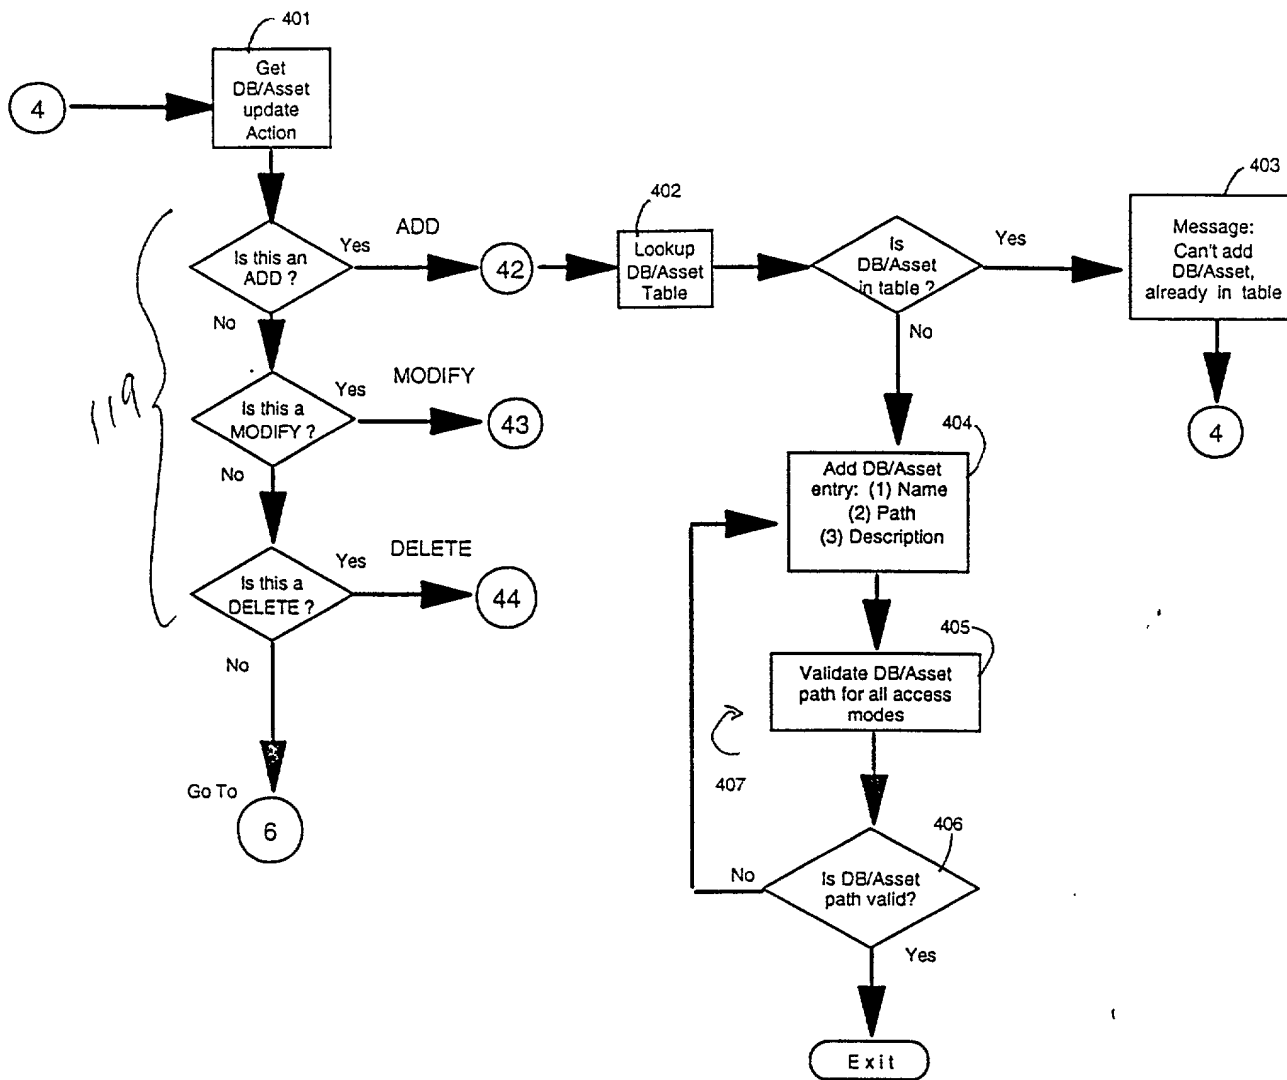 401
Get
DB/Asset
update
Action
4
Is this an
ADD ?
Yes
ADD
No
42
402
Lookup
DB/Asset
Table
Is
DB/Asset
in table ?
Yes
No
403
Message:
Can't add
DB/Asset,
already in table
4
119
Is this a
MODIFY ?
Yes
MODIFY
No
43
404
Add DB/Asset
entry: (1) Name
(2) Path
(3) Description
Is this a
DELETE ?
Yes
DELETE
No
44
405
Validate DB/Asset
path for all access
modes
407
Go To
6
406
Is DB/Asset
path valid?
No
Yes
Exit